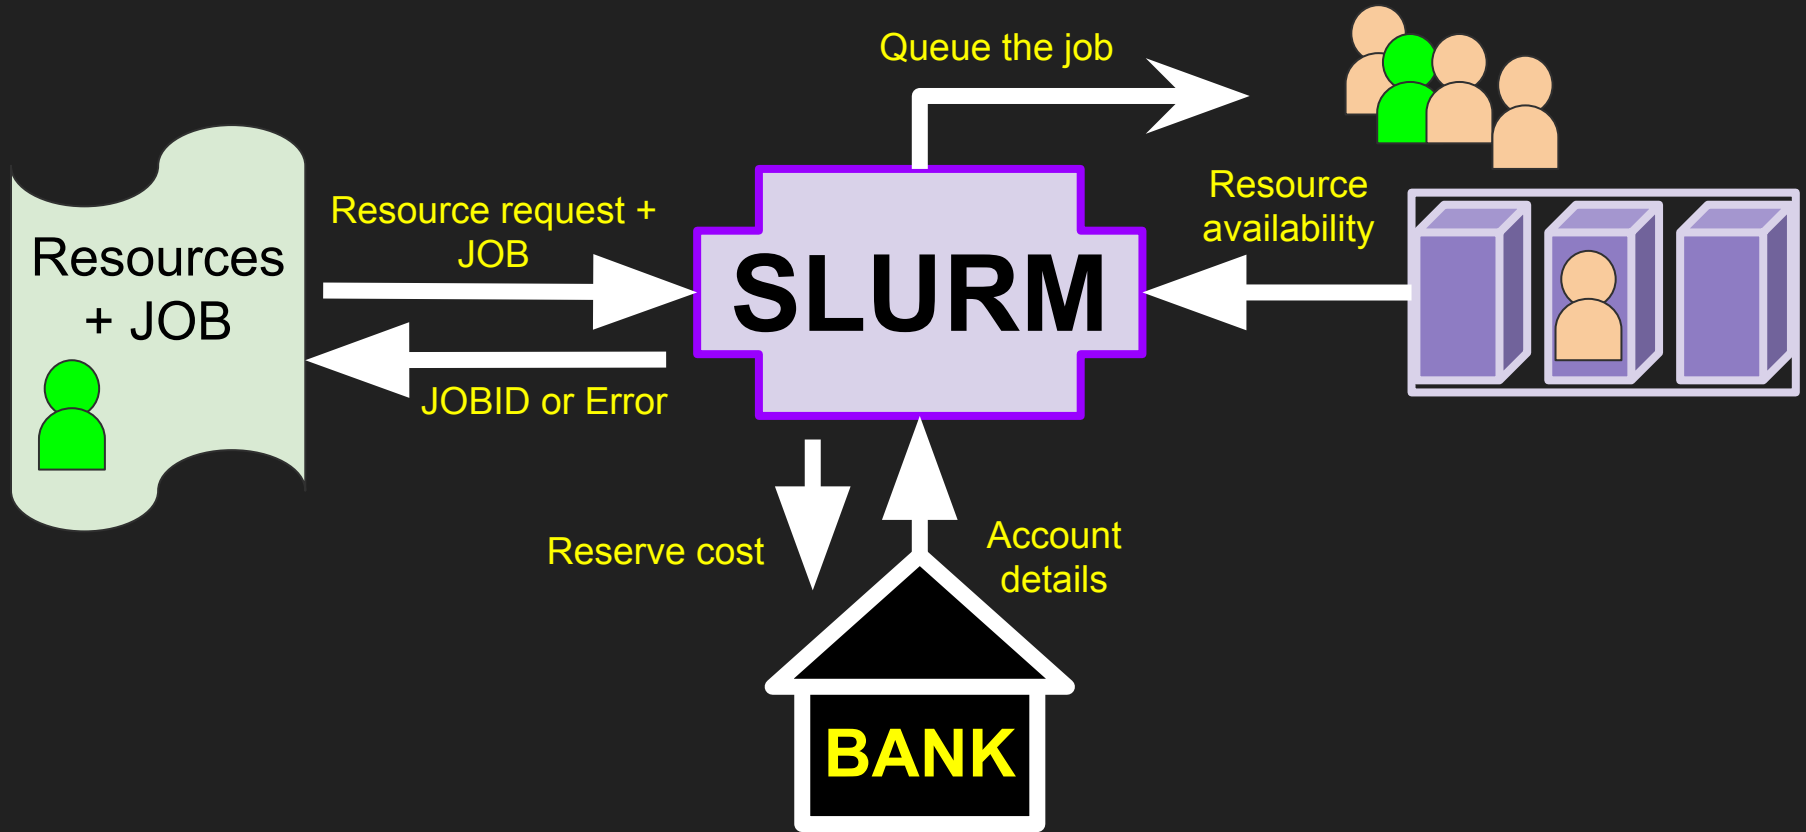 Queue the job
Resource
availability
Resource request +
JOB
Resources
+ JOB
SLURM
JOBID or Error
Reserve cost
Account
details
BANK